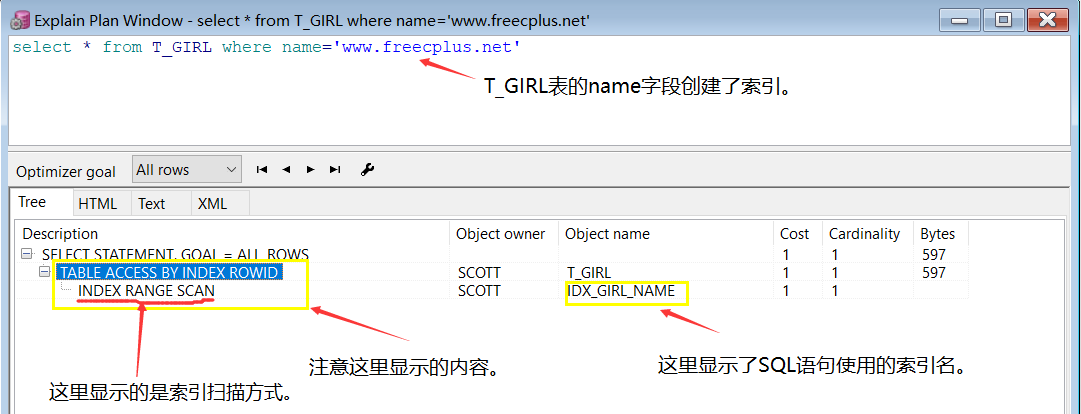 Explain Plan Window - select * from T_GIRL where name='www.freecplus.net'
select * from T_GIRL where name='www.freecplus.net'
T_GIRL表的name字段创建了索引。
Optimizer goal All rows
Tree HTML Text XML
Description Object owner Object name Cost Cardinality Bytes
SELECT STATEMENT, GOAL = ALL_ROWS 1 1 597
TABLE ACCESS BY INDEX ROWID SCOTT T_GIRL 1 1 597
INDEX RANGE SCAN SCOTT IDX_GIRL_NAME 1 1
注意这里显示的内容。
这里显示了SQL语句使用的索引名。
这里显示的是索引扫描方式。